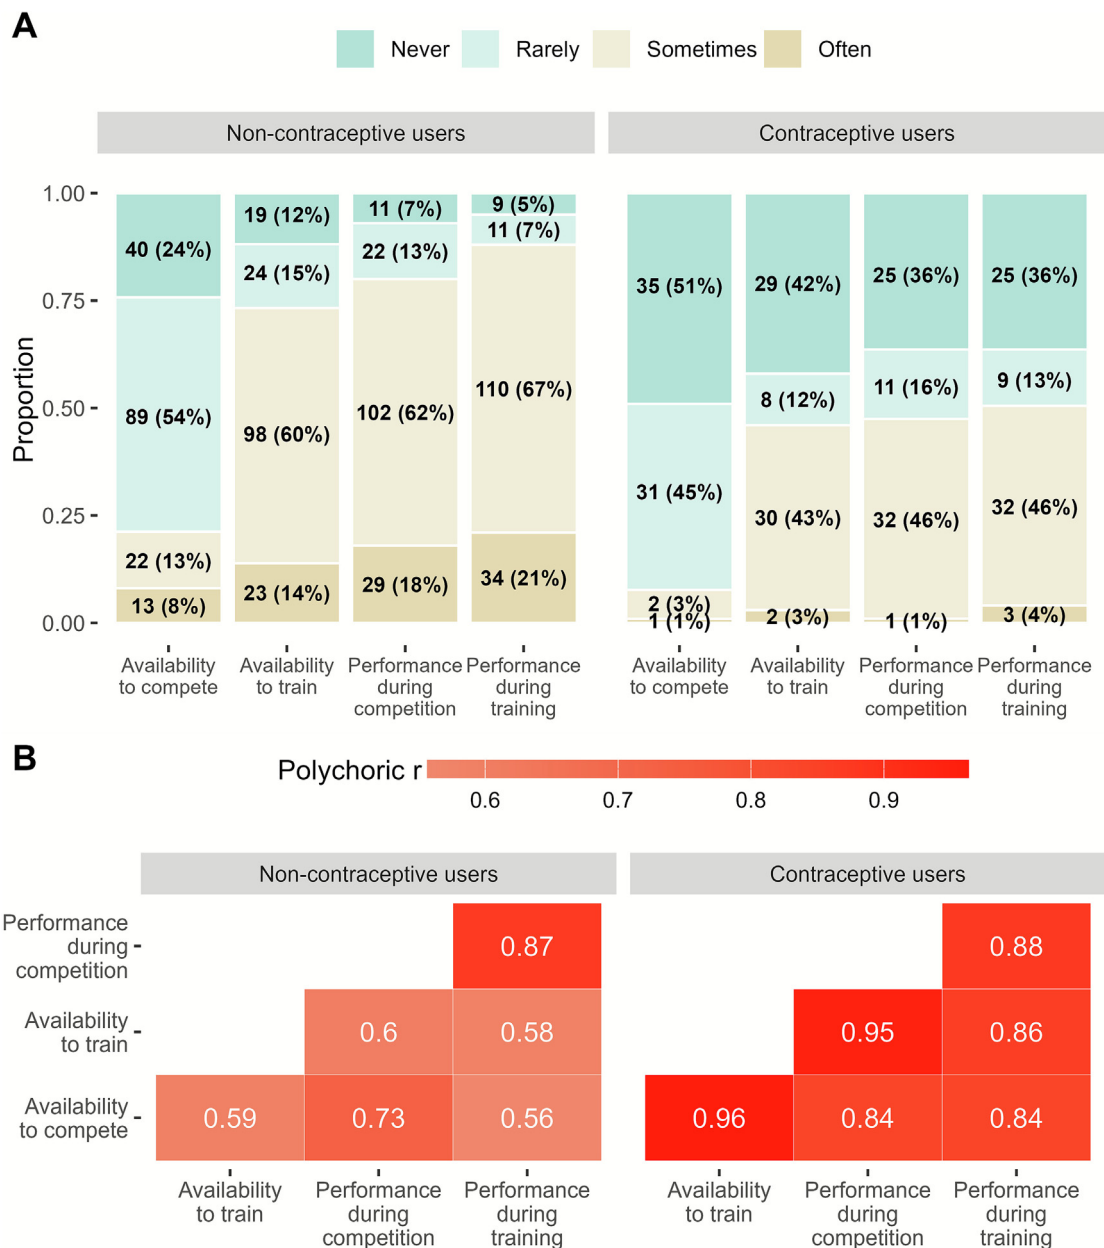 A
Never Rarely Sometimes Often
Non-contraceptive users Contraceptive users
Proportion
1.00
0.75
0.50
0.25
0.00
40 (24%)
89 (54%)
22 (13%)
13 (8%)
19 (12%)
24 (15%)
98 (60%)
23 (14%)
11 (7%)
22 (13%)
102 (62%)
29 (18%)
9 (5%)
11 (7%)
110 (67%)
34 (21%)
35 (51%)
31 (45%)
2 (3%)
1 (1%)
29 (42%)
8 (12%)
30 (43%)
2 (3%)
25 (36%)
11 (16%)
32 (46%)
1 (1%)
25 (36%)
9 (13%)
32 (46%)
3 (4%)
Availability
to compete
Availability
to train
Performance
during
competition
Performance
during
training
Availability
to compete
Availability
to train
Performance
during
competition
Performance
during
training
B
Polychoric r
0.6 0.7 0.8 0.9
Non-contraceptive users Contraceptive users
Performance
during
competition
0.87 0.88
Availability
to train
0.6 0.58 0.95 0.86
Availability
to compete
0.59 0.73 0.56 0.96 0.84 0.84
Availability
to train
Performance
during
competition
Performance
during
training
Availability
to train
Performance
during
competition
Performance
during
training